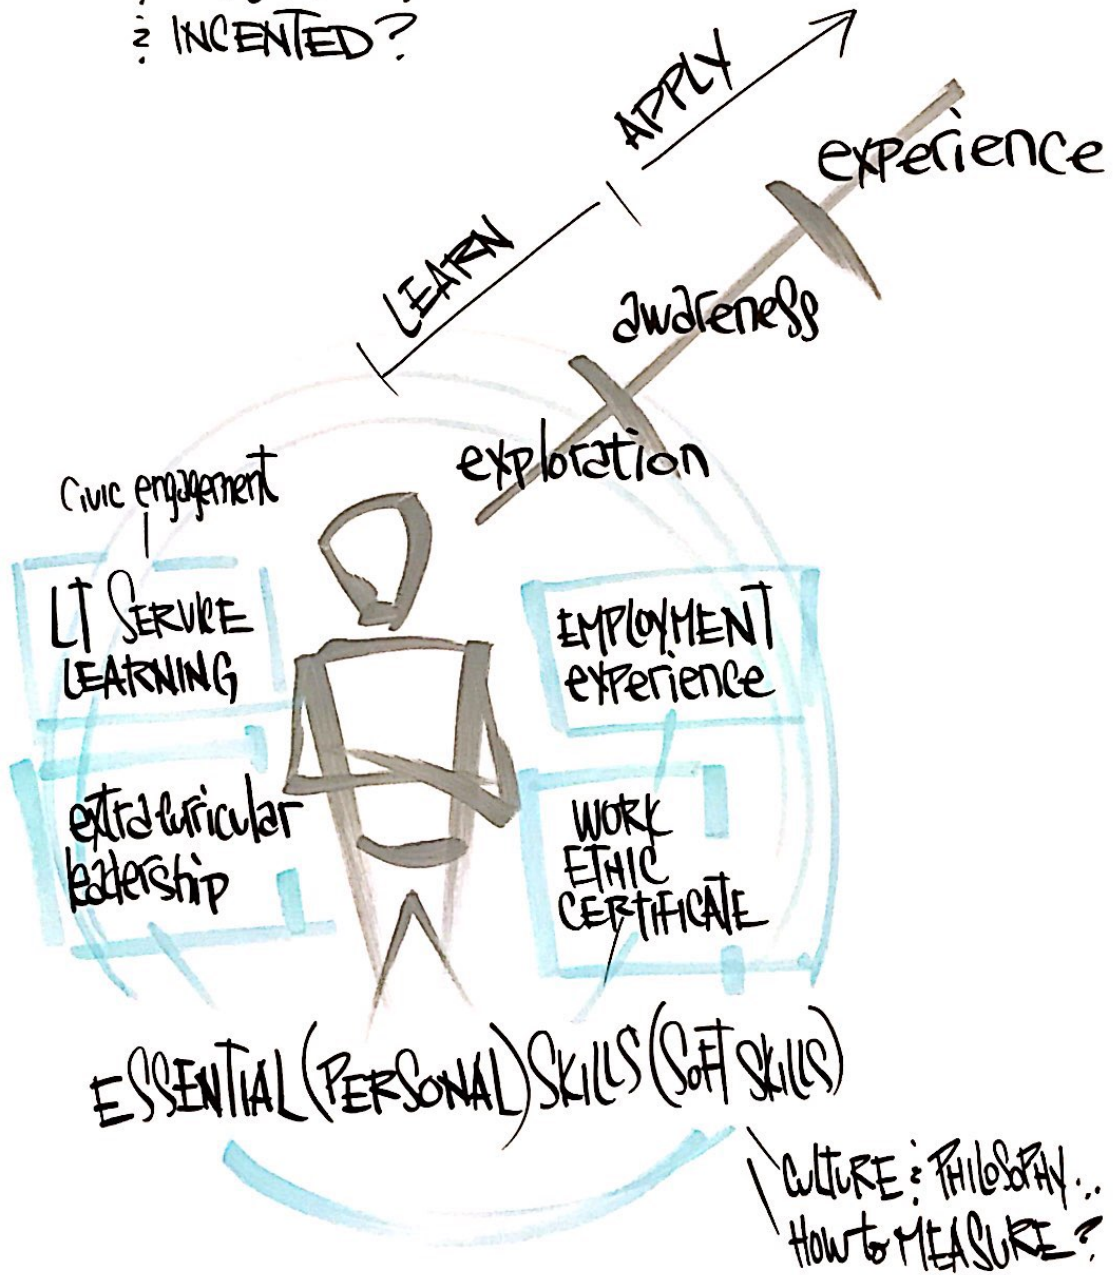 & INCENTED?
APPLY
experience
LEARN
awareness
exploration
civic engagement
LT SERVICE
LEARNING
EMPLOYMENT
experience
extracurricular
leadership
WORK
ETHIC
CERTIFICATE
ESSENTIAL (PERSONAL) SKILLS (SOFT SKILLS)
CULTURE & PHILOSOPHY...
HOW to MEASURE?